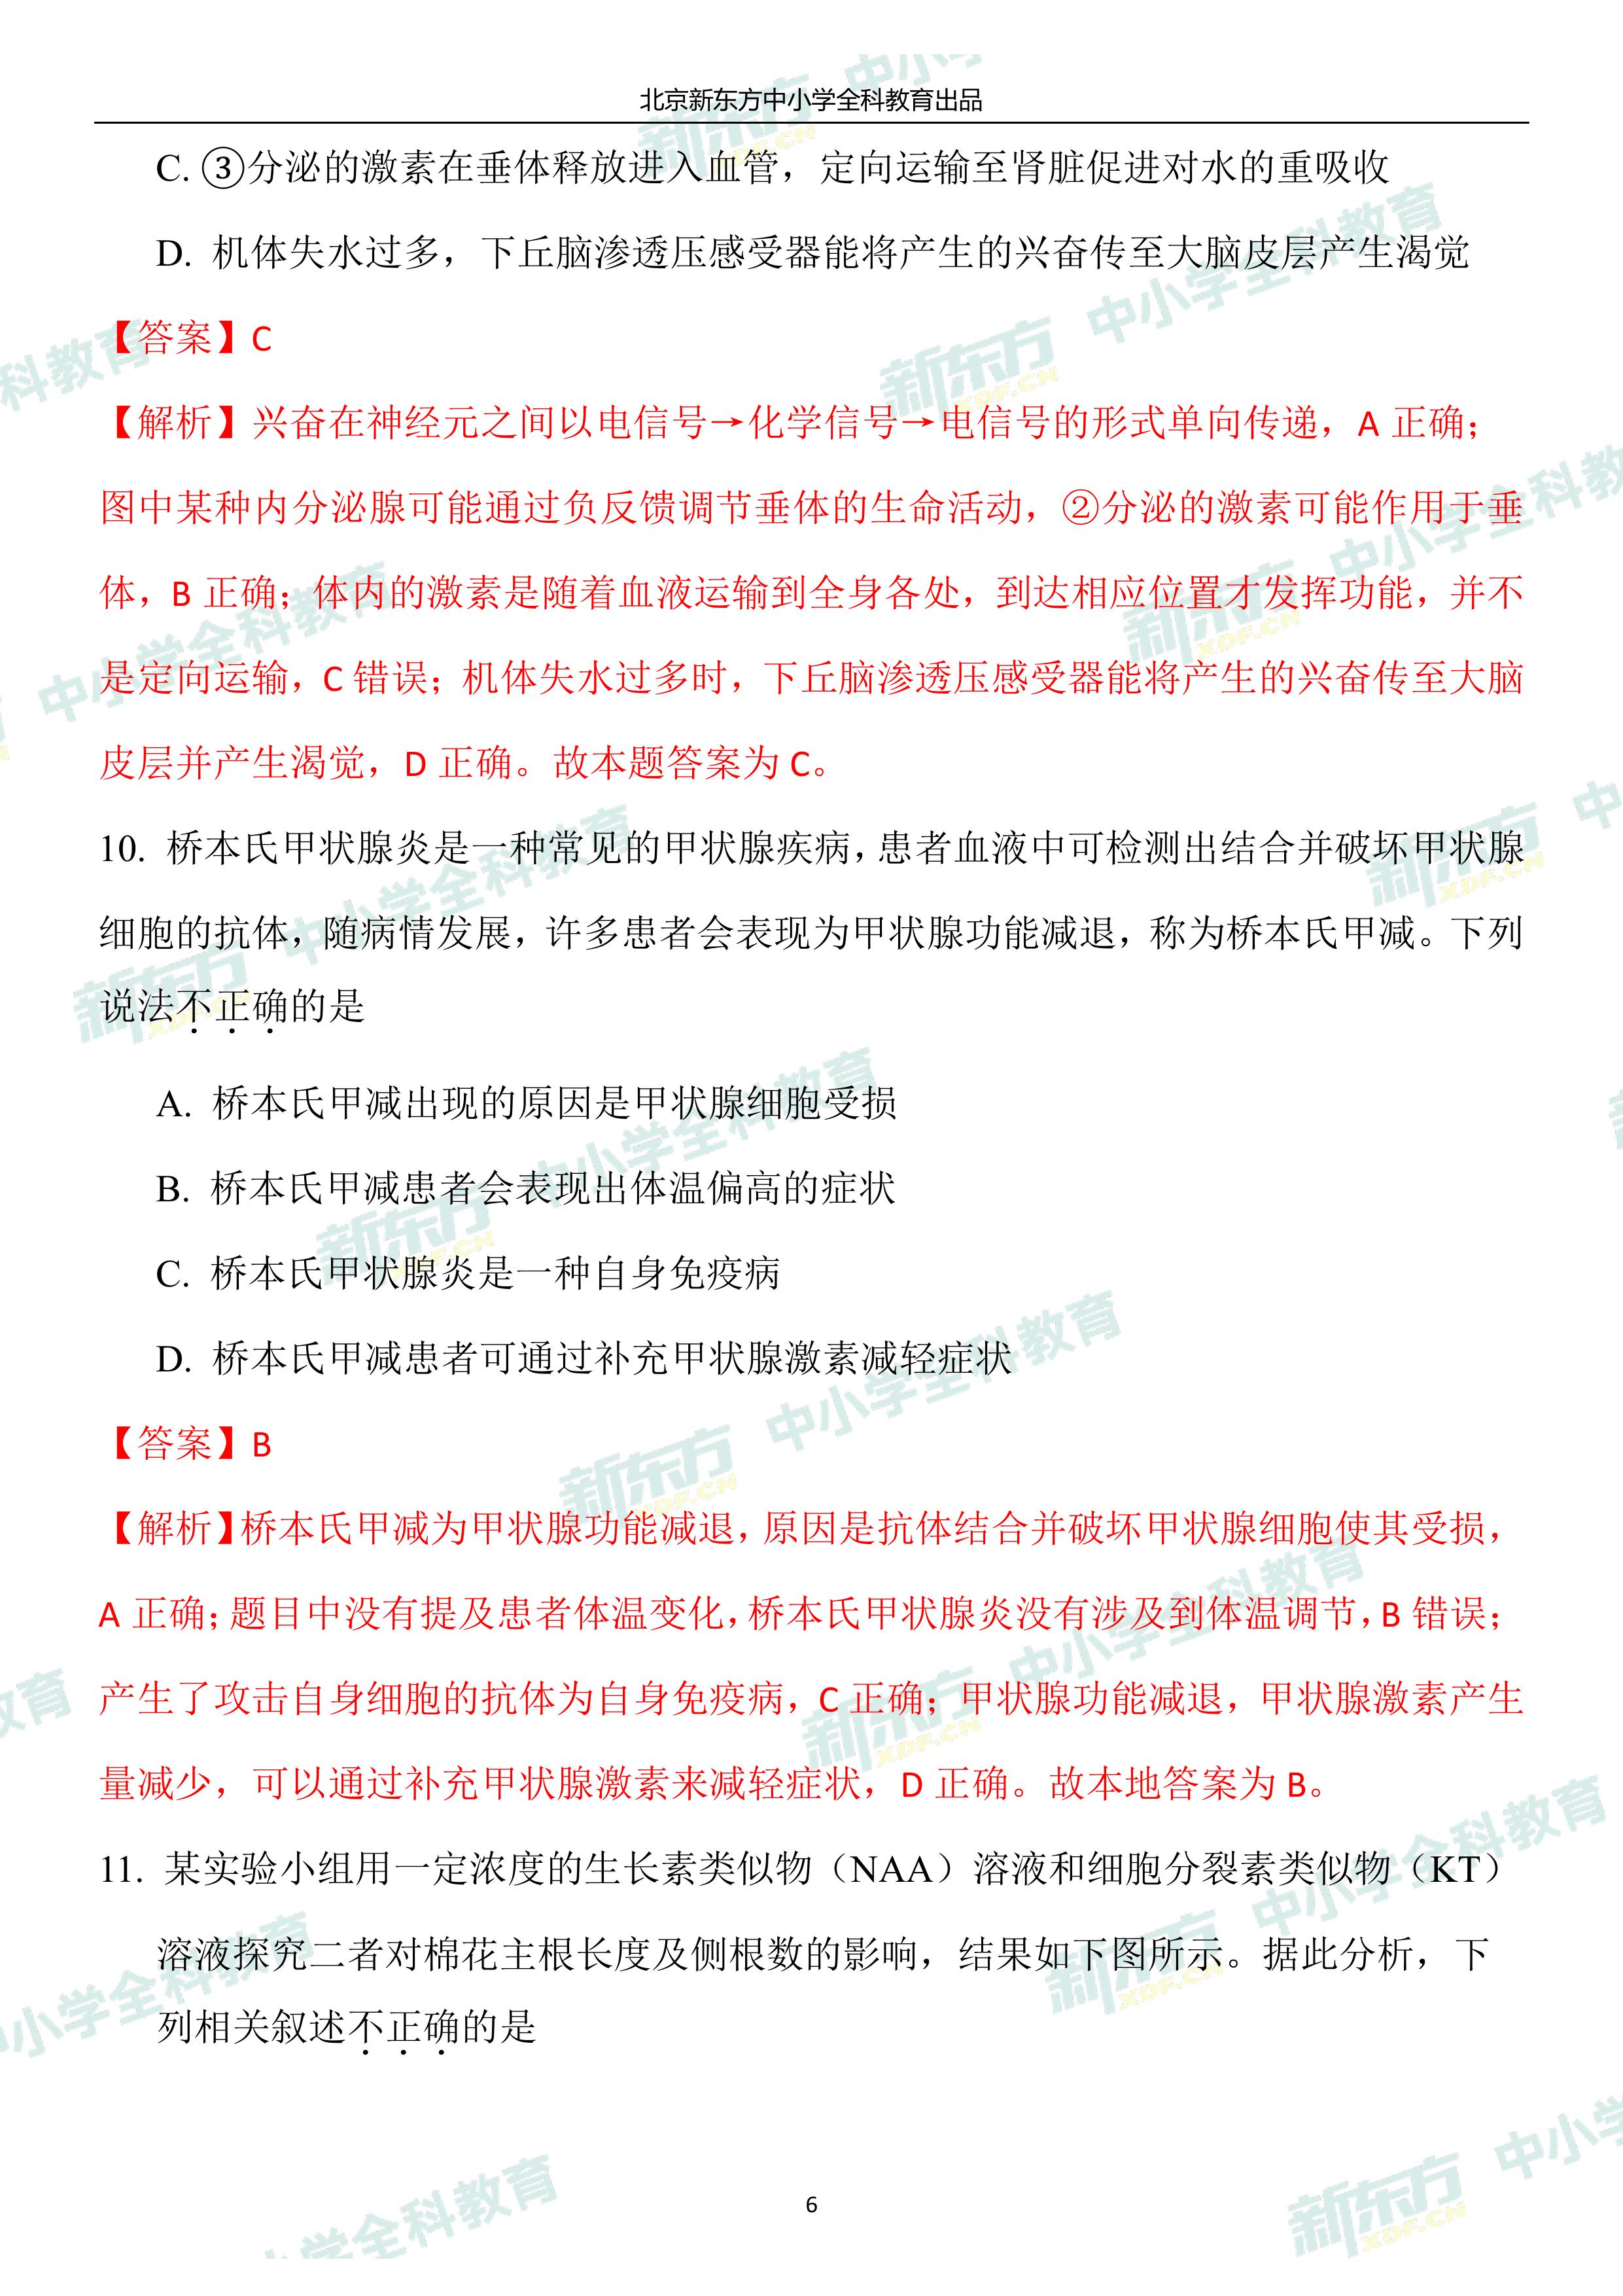 北京新东方中小学全科教育出品
C. ③分泌的激素在垂体释放进入血管，定向运输至肾脏促进对水的重吸收
D. 机体失水过多，下丘脑渗透压感受器能将产生的兴奋传至大脑皮层产生渴觉
【答案】C
【解析】兴奋在神经元之间以电信号→化学信号→电信号的形式单向传递，A 正确；
图中某种内分泌腺可能通过负反馈调节垂体的生命活动，②分泌的激素可能作用于垂
体，B 正确；体内的激素是随着血液运输到全身各处，到达相应位置才发挥功能，并不
是定向运输，C 错误；机体失水过多时，下丘脑渗透压感受器能将产生的兴奋传至大脑
皮层并产生渴觉，D 正确。故本题答案为 C。
10. 桥本氏甲状腺炎是一种常见的甲状腺疾病，患者血液中可检测出结合并破坏甲状腺
细胞的抗体，随病情发展，许多患者会表现为甲状腺功能减退，称为桥本氏甲减。下列
说法不正确的是
A. 桥本氏甲减出现的原因是甲状腺细胞受损
B. 桥本氏甲减患者会表现出体温偏高的症状
C. 桥本氏甲状腺炎是一种自身免疫病
D. 桥本氏甲减患者可通过补充甲状腺激素减轻症状
【答案】B
【解析】桥本氏甲减为甲状腺功能减退，原因是抗体结合并破坏甲状腺细胞使其受损，
A 正确；题目中没有提及患者体温变化，桥本氏甲状腺炎没有涉及到体温调节，B 错误；
产生了攻击自身细胞的抗体为自身免疫病，C 正确；甲状腺功能减退，甲状腺激素产生
量减少，可以通过补充甲状腺激素来减轻症状，D 正确。故本地答案为 B。
11. 某实验小组用一定浓度的生长素类似物（NAA）溶液和细胞分裂素类似物（KT）
溶液探究二者对棉花主根长度及侧根数的影响，结果如下图所示。据此分析，下
列相关叙述不正确的是
6